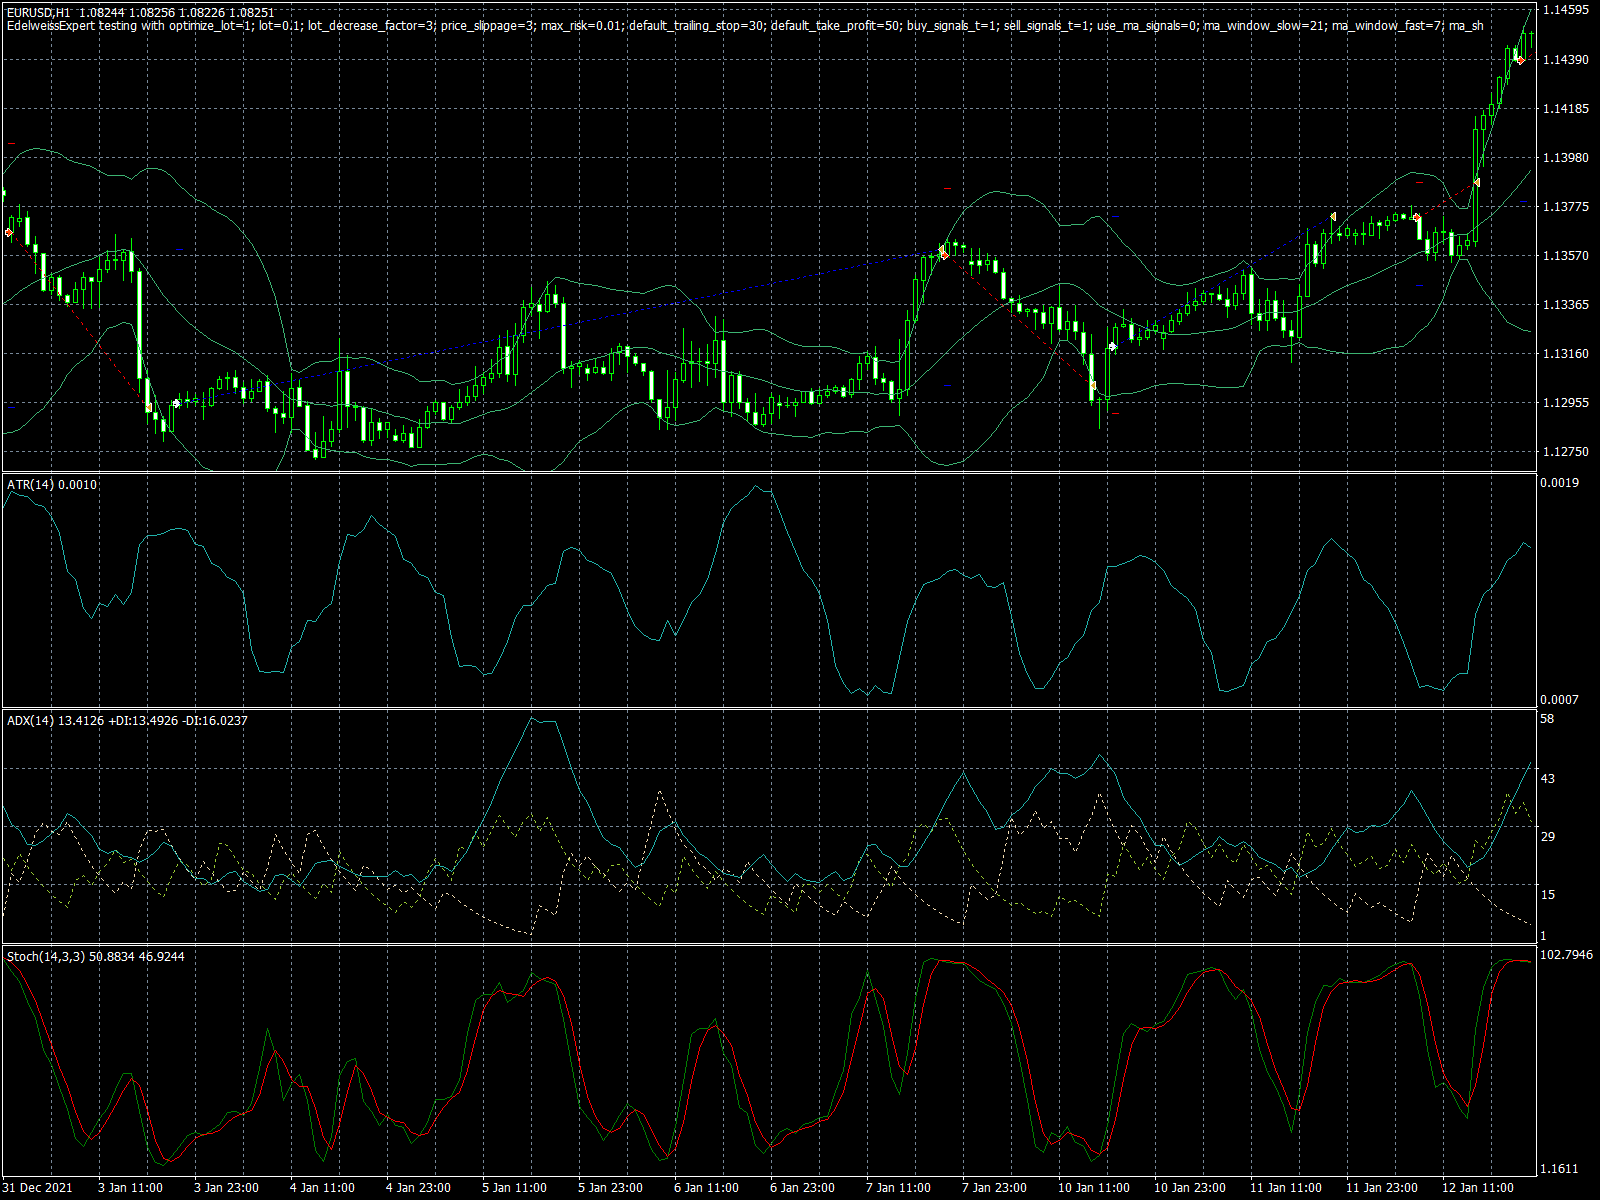 EURUSD,H1 1.08244 1.08256 1.08226 1.08251
EdelweissExpert testing with optimize_lot=1; lot=0.1; lot_decrease_factor=3; price_slippage=3; max_risk=0.01; default_trailing_stop=30; default_take_profit=50; buy_signals_t=1; sell_signals_t=1; use_ma_signals=0; ma_window_slow=21; ma_window_fast=7; ma_sh
1.14595
1.14390
1.14185
1.13980
1.13775
1.13570
1.13365
1.13160
1.12955
1.12750
ATR(14) 0.0010
0.0019
0.0007
ADX(14) 13.4126 +DI:13.4926 -DI:16.0237
58
43
29
15
1
Stoch(14,3,3) 50.8834 46.9244
102.7946
1.1611
31 Dec 2021
3 Jan 11:00
3 Jan 23:00
4 Jan 11:00
4 Jan 23:00
5 Jan 11:00
5 Jan 23:00
6 Jan 11:00
6 Jan 23:00
7 Jan 11:00
7 Jan 23:00
10 Jan 11:00
10 Jan 23:00
11 Jan 11:00
11 Jan 23:00
12 Jan 11:00